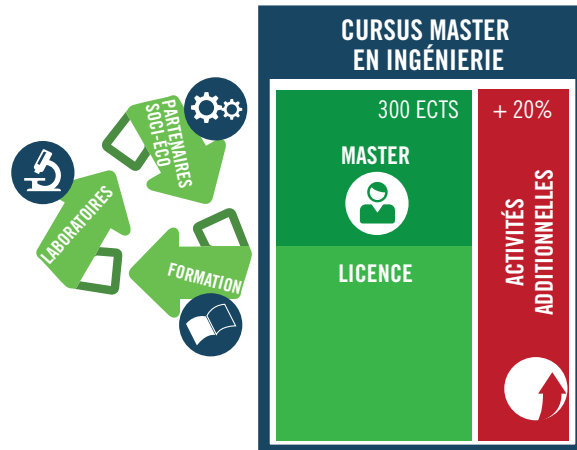 CURSUS MASTER
EN INGÉNIERIE
PARTENAIRES
SOCI-ÉCO
LABORATOIRES
FORMATION
300 ECTS
MASTER
LICENCE
+ 20%
ACTIVITÉS
ADDITIONNELLES